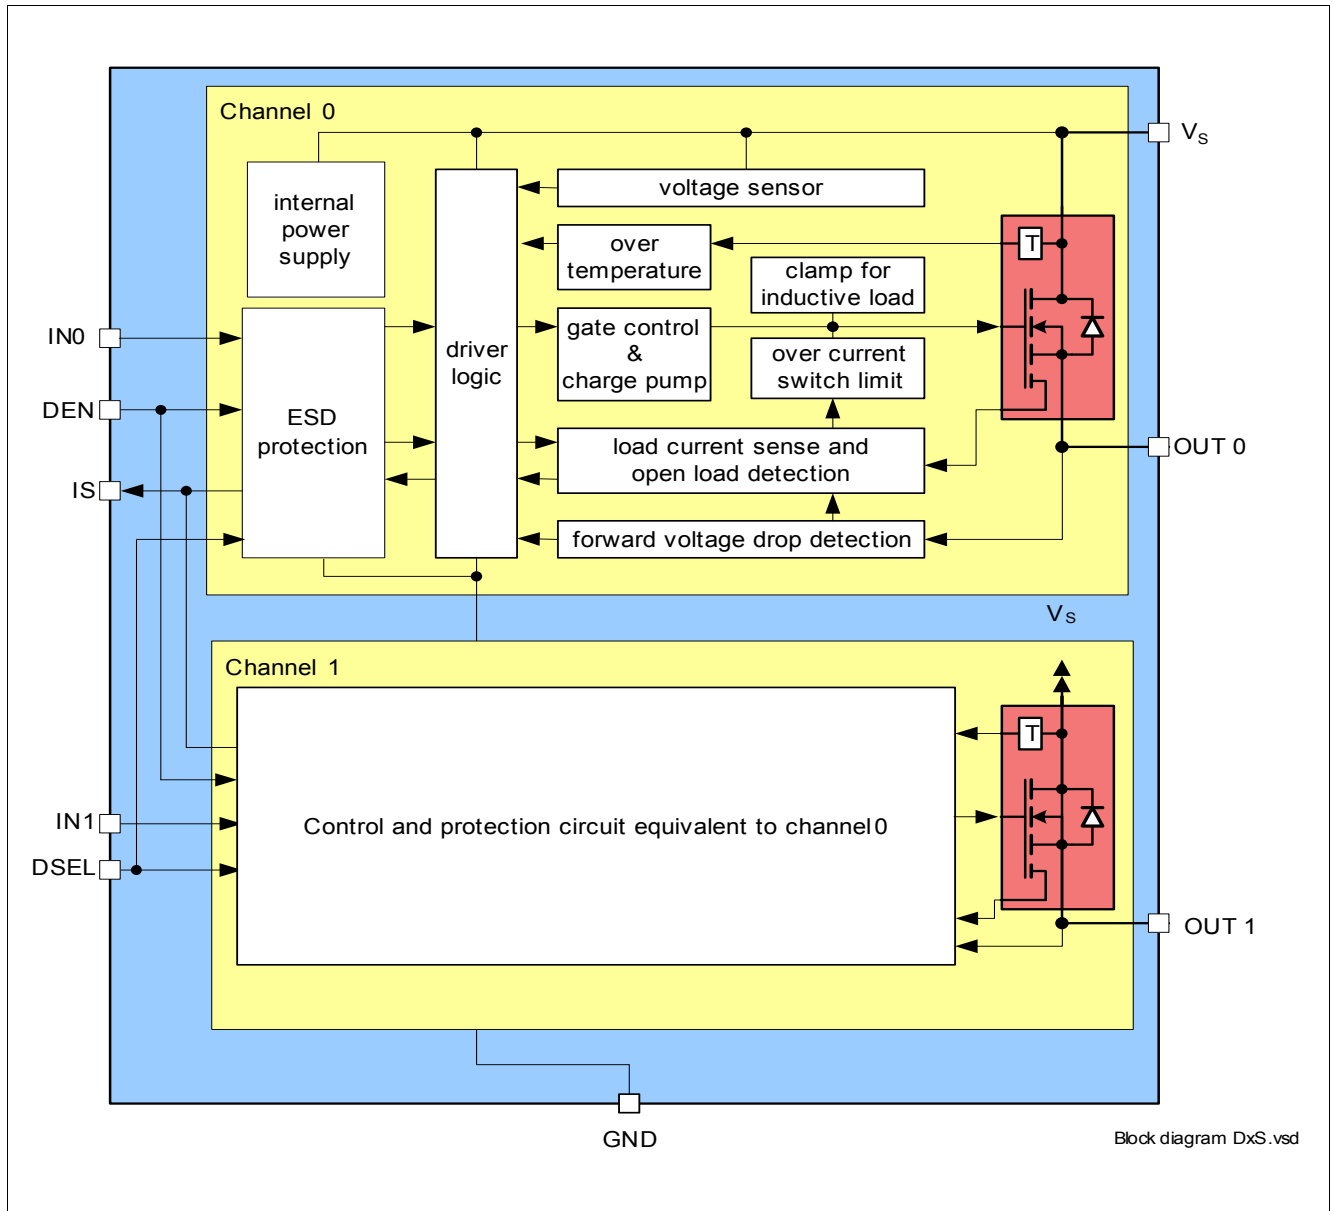 Channel 0
V_S
internal
power
supply
voltage sensor
over
temperature
T
clamp for
inductive load
IN0
gate control
&
charge pump
driver
logic
over current
switch limit
DEN
ESD
protection
load current sense and
open load detection
OUT 0
IS
forward voltage drop detection
V_S
Channel 1
T
IN1
Control and protection circuit equivalent to channel 0
DSEL
OUT 1
GND
Block diagram DxS.vsd